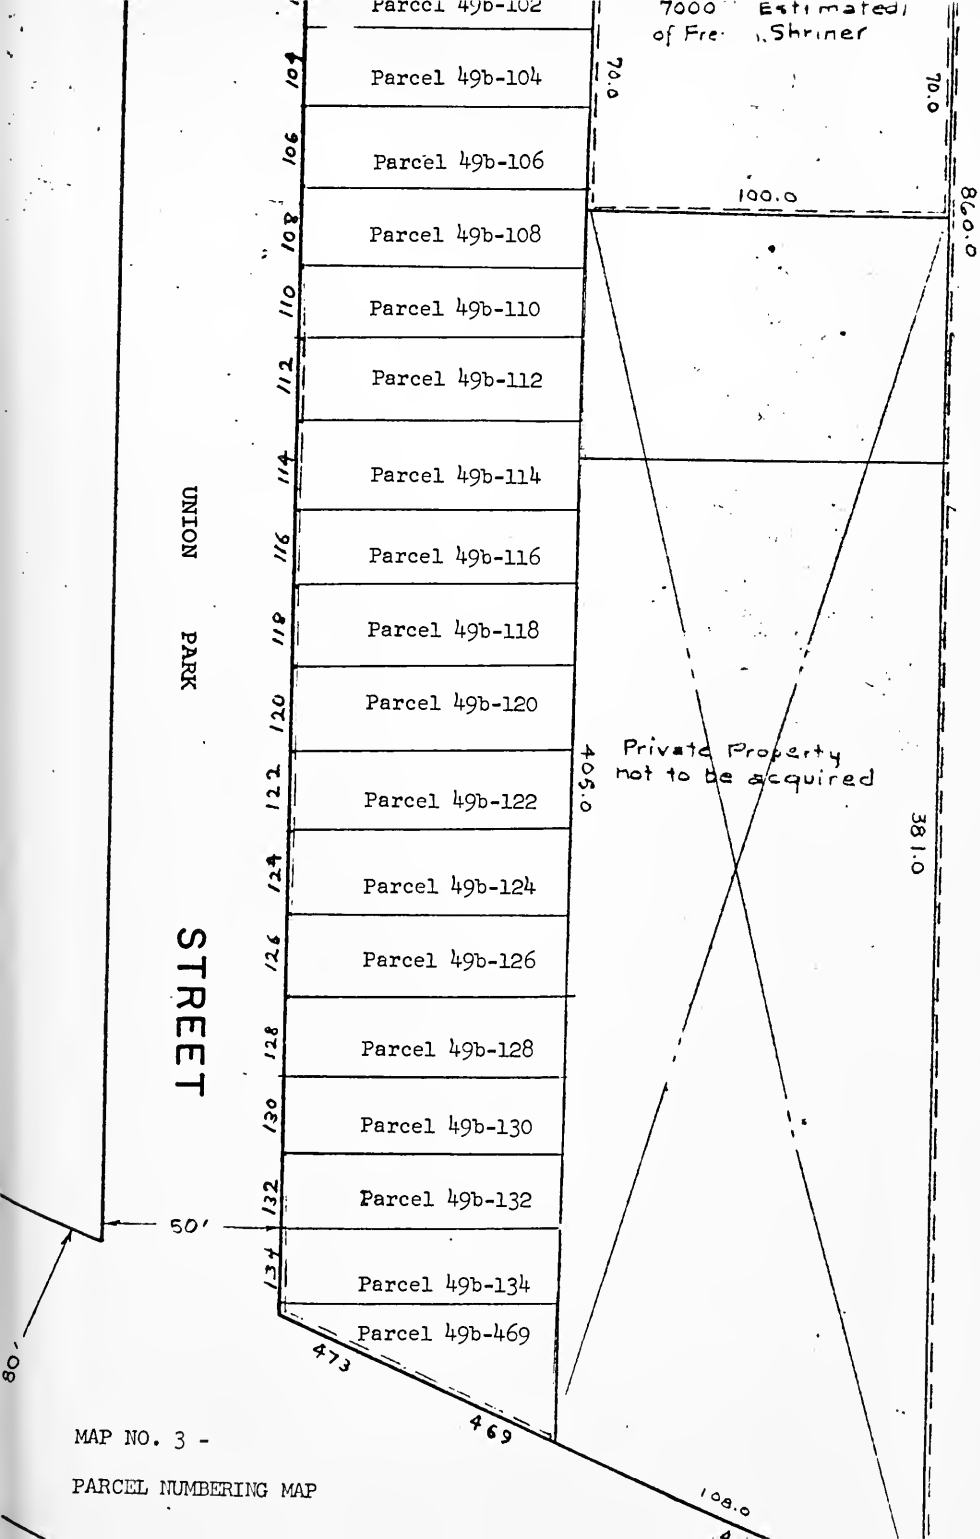 Parcel 49b-102
7000 Estimated
of Shriner
104
Parcel 49b-104
70.0
70.0
106
Parcel 49b-106
100.0
860.0
108
Parcel 49b-108
110
Parcel 49b-110
112
Parcel 49b-112
114
Parcel 49b-114
116
Parcel 49b-116
118
Parcel 49b-118
120
Parcel 49b-120
122
Parcel 49b-122
124
Parcel 49b-124
126
Parcel 49b-126
128
Parcel 49b-128
130
Parcel 49b-130
132
Parcel 49b-132
134
Parcel 49b-134
Parcel 49b-469
UNION PARK
STREET
405.0
Private Property
not to be acquired
381.0
50'
80'
473
469
108.0
MAP NO. 3 -
PARCEL NUMBERING MAP